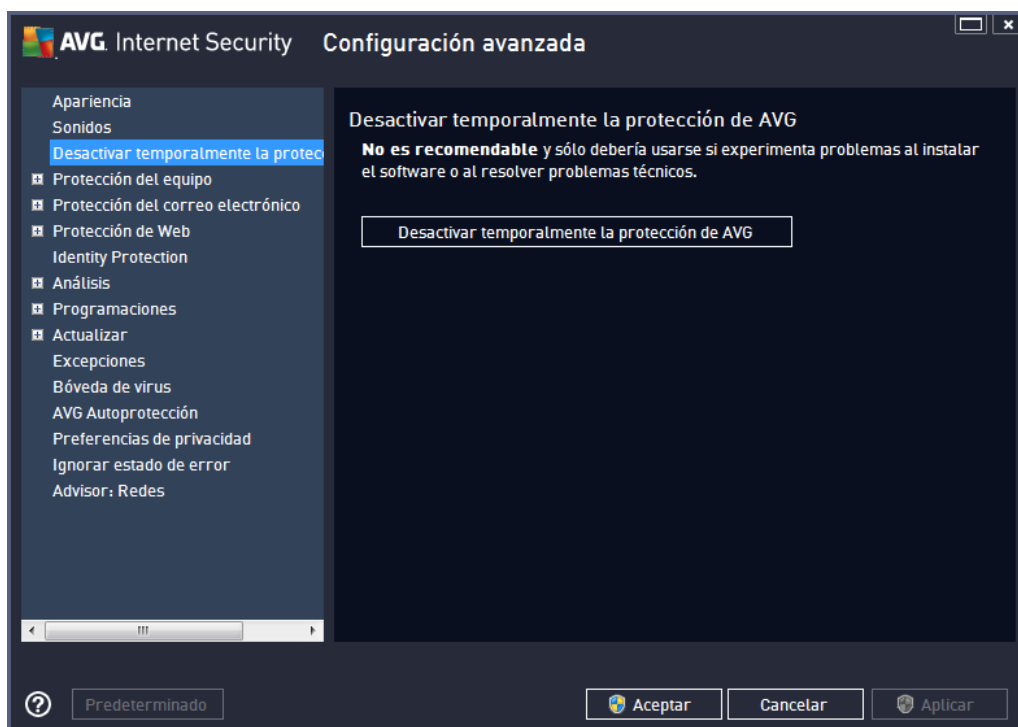 AVG. Internet Security Configuración avanzada
Apariencia
Sonidos
Desactivar temporalmente la protec
Protección del equipo
Protección del correo electrónico
Protección de Web
Identity Protection
Análisis
Programaciones
Actualizar
Excepciones
Bóveda de virus
AVG Autoprotección
Preferencias de privacidad
Ignorar estado de error
Advisor: Redes
Desactivar temporalmente la protección de AVG
No es recomendable y sólo debería usarse si experimenta problemas al instalar
el software o al resolver problemas técnicos.
Desactivar temporalmente la protección de AVG
Predeterminado
Aceptar
Cancelar
Aplicar